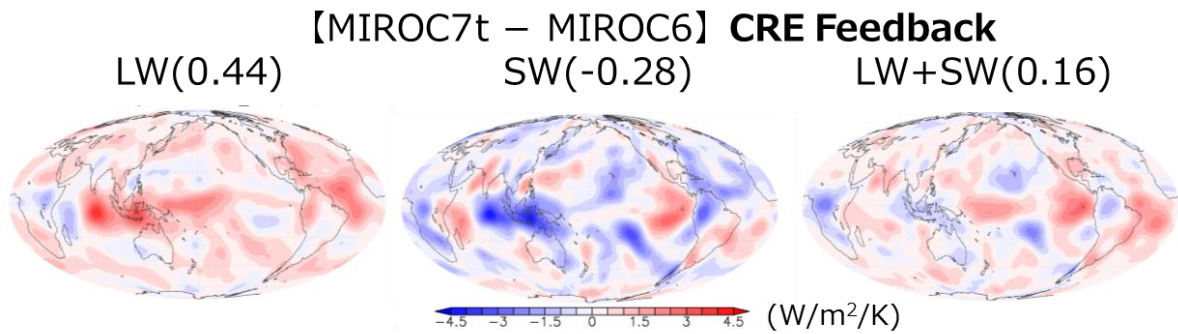 【MIROC7t − MIROC6】 CRE Feedback
LW(0.44) SW(-0.28) LW+SW(0.16)
-4.5 -3 -1.5 0 1.5 3 4.5 (W/m²/K)